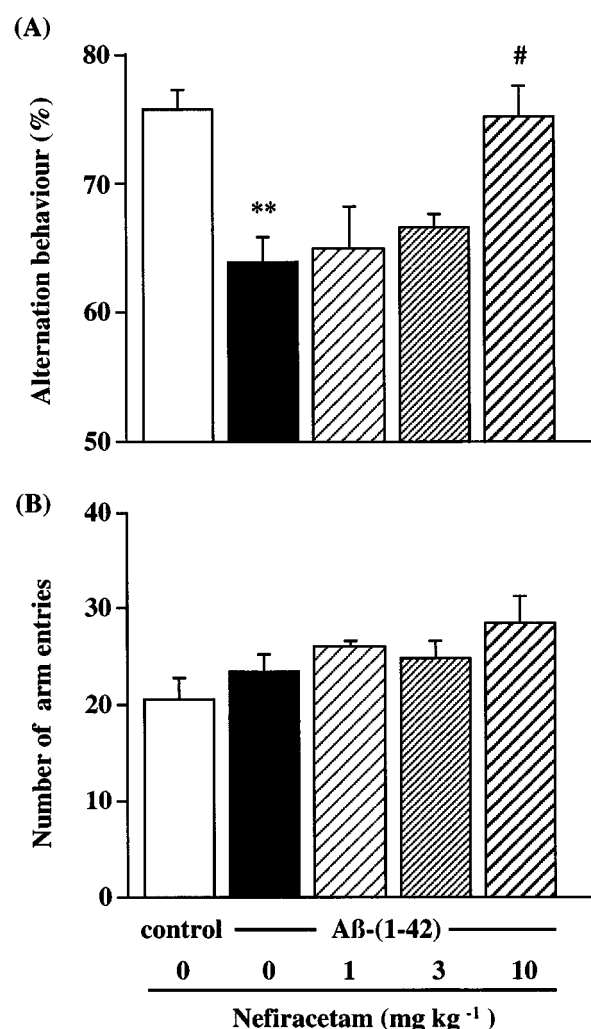 (A)
80
70
60
50
Alternation behaviour (%)
**
#
(B)
40
30
20
10
0
Number of arm entries
control Aß-(1-42)
0 0 1 3 10
Nefiracetam (mg kg -1)